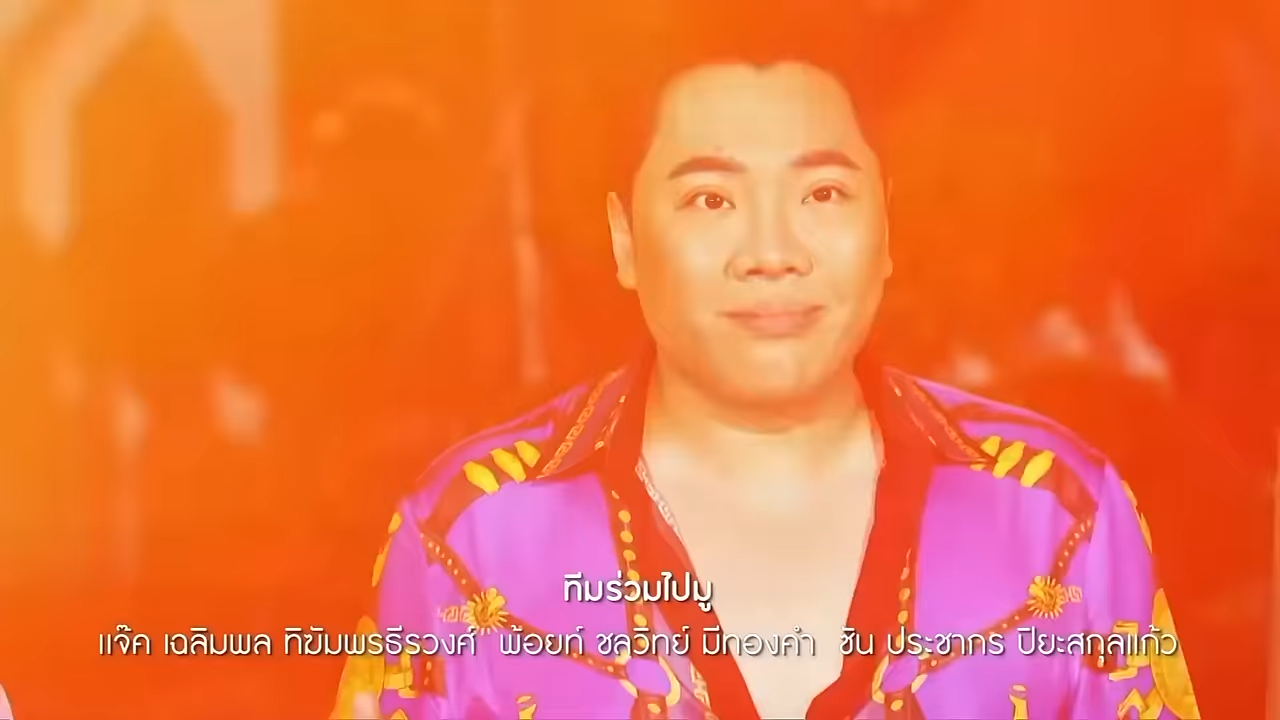 ทีมร่วมไปมู
แจ๊ค เฉลิมพล ทิฆัมพรธีรวงศ์ พ้อยท์ ชลวิทย์ มีทองคำ ซัน ประชากร ปิยะสกุลแก้ว